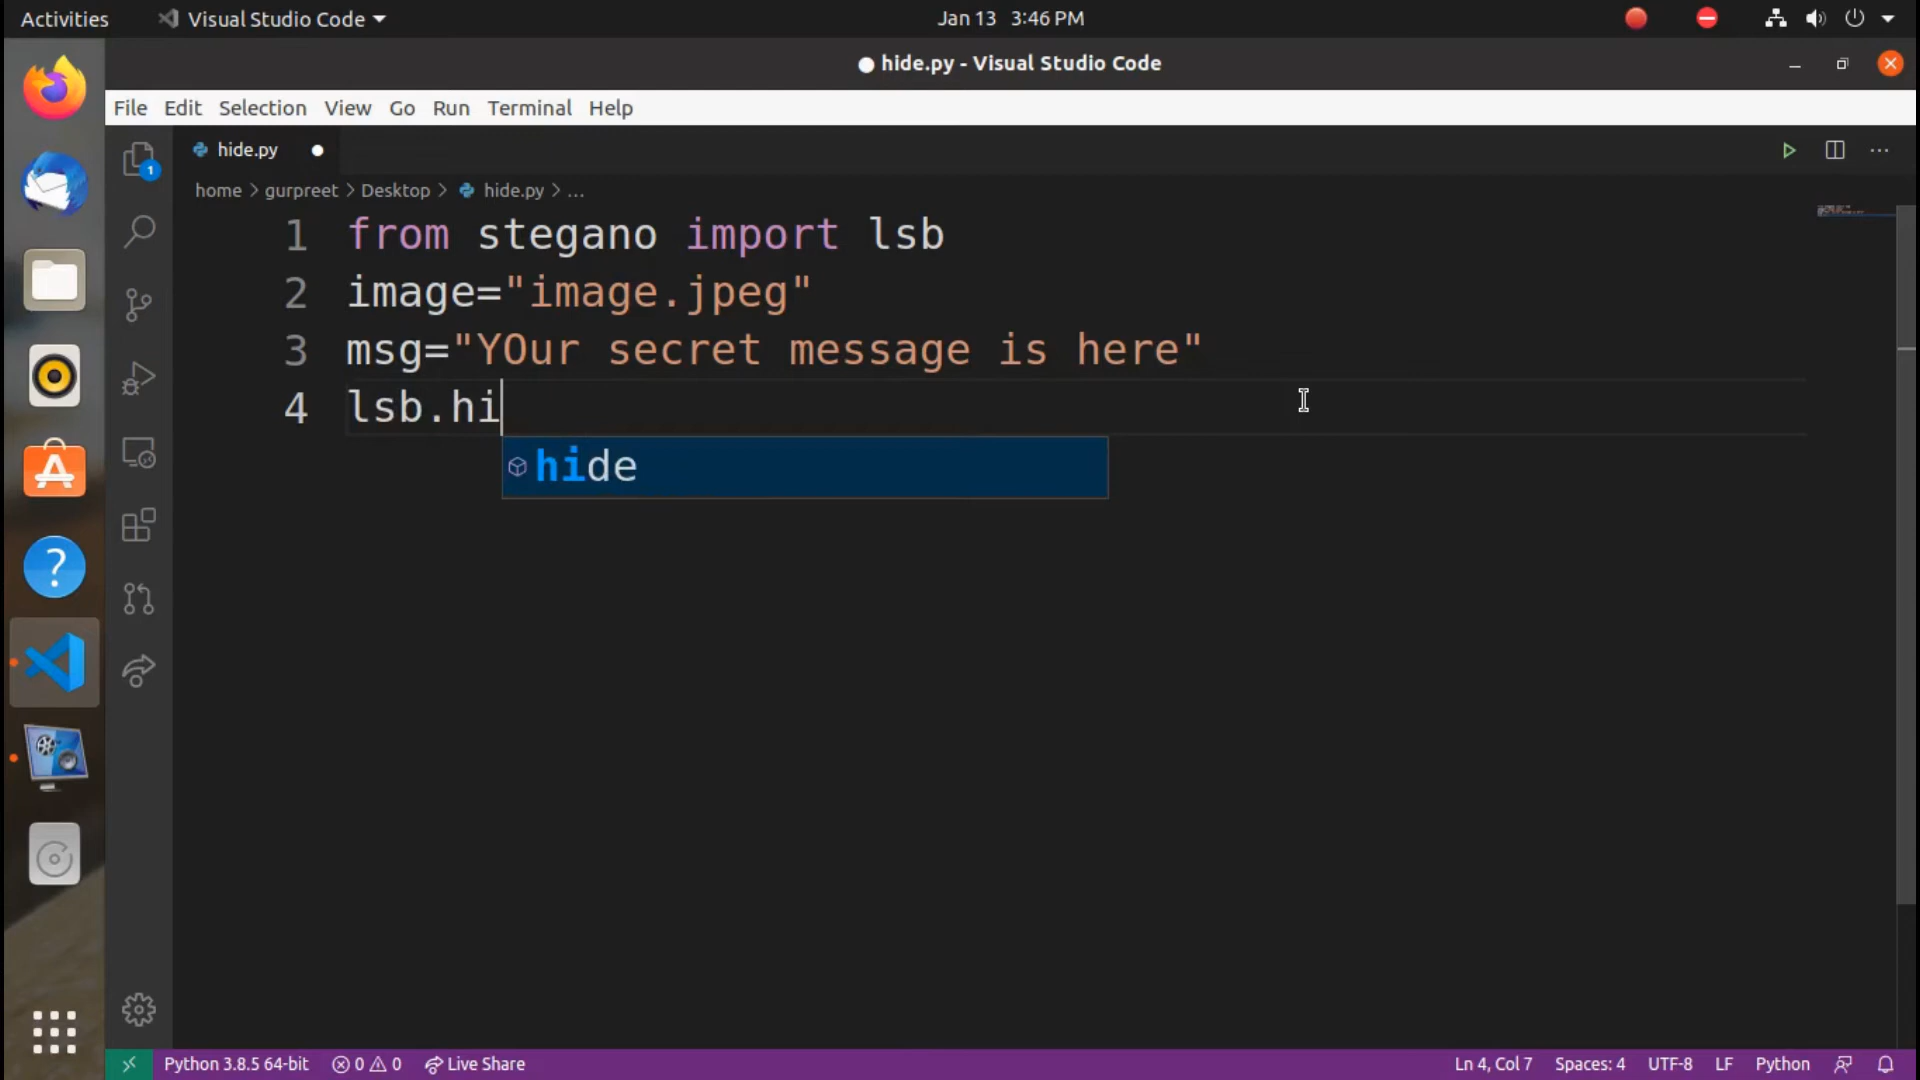 Activities Visual Studio Code Jan 13 3:46 PM
hide.py - Visual Studio Code
File Edit Selection View Go Run Terminal Help
1
hide.py
home > gurpreet > Desktop > hide.py > ...
1 from stegano import lsb
2 image="image.jpeg"
3 msg="YOur secret message is here"
4 lsb.hi
hide
?
Python 3.8.5 64-bit 0 0 Live Share Ln 4, Col 7 Spaces: 4 UTF-8 LF Python